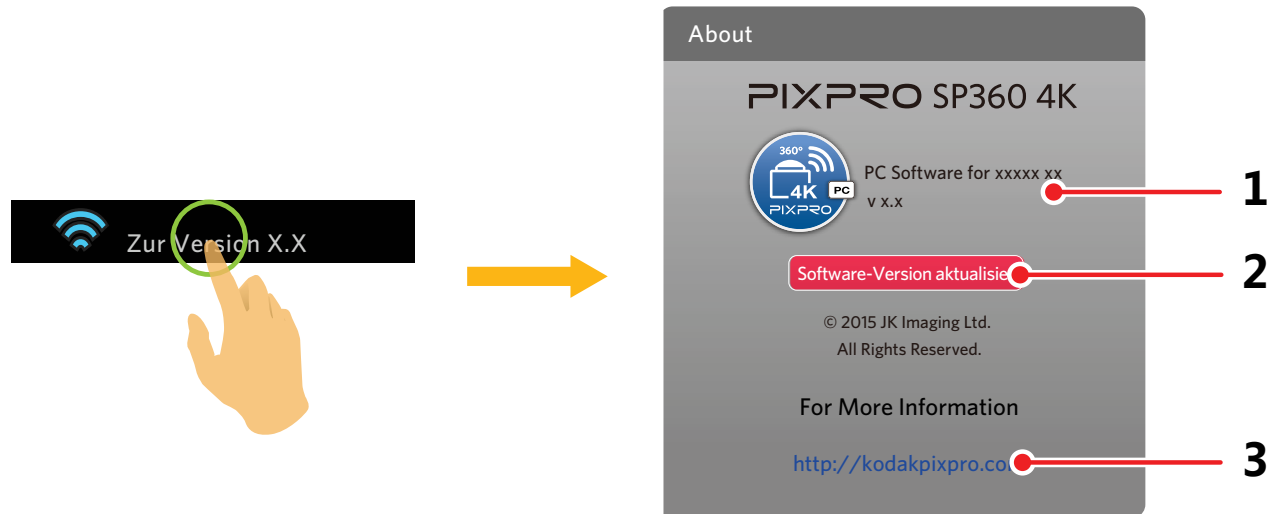 Zur Version X.X
About
PIXPRO SP360 4K
360°
4K
PC
PIXPRO
PC Software for xxxxx xx
v x.x
1
Software-Version aktualisie
2
© 2015 JK Imaging Ltd.
All Rights Reserved.
For More Information
http://kodakpixpro.co
3